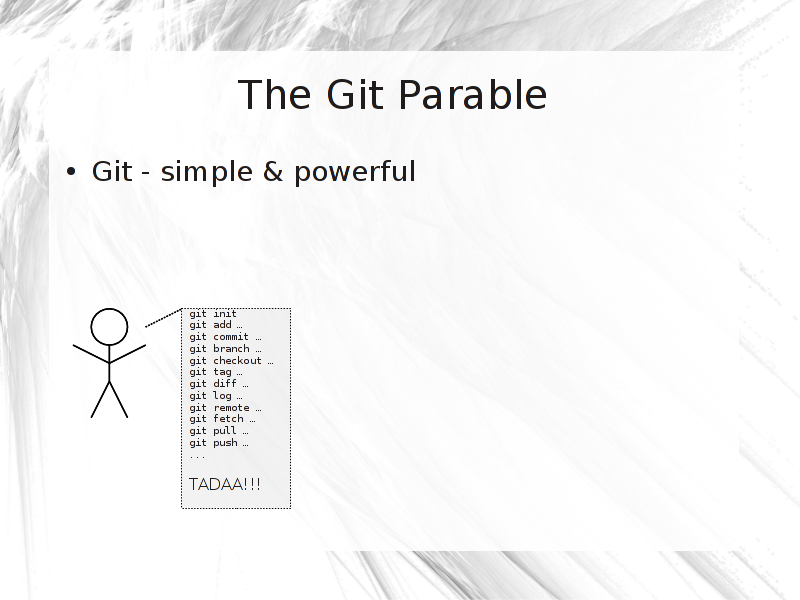 The Git Parable
• Git - simple & powerful
git init
git add …
git commit …
git branch …
git checkout …
git tag …
git diff …
git log …
git remote …
git fetch …
git pull …
git push …
...
TADAA!!!